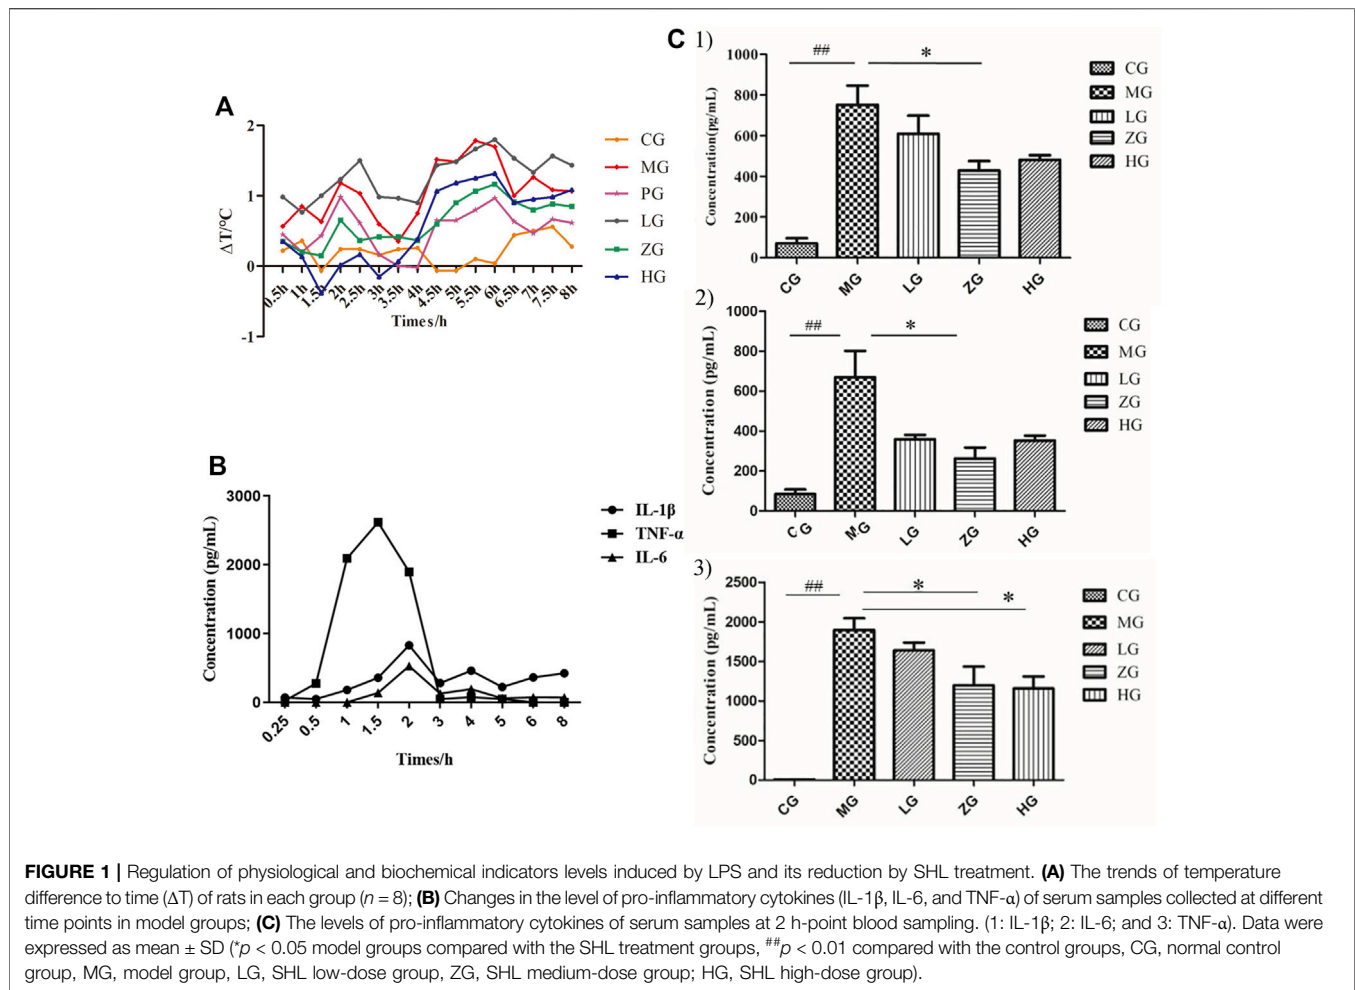 A
2
1
0
-1
ΔT/°C
0.5h
1h
1.5h
2h
2.5h
3h
3.5h
4h
4.5h
5h
5.5h
6h
6.5h
7h
7.5h
8h
Times/h
CG
MG
PG
LG
ZG
HG
B
3000
2000
1000
0
Concentration (pg/mL)
0.25
0.5
1
1.5
2
3
4
5
6
8
Times/h
IL-1β
TNF-α
IL-6
C 1)
1000
800
600
400
200
0
Concentration(pg/mL)
##
*
CG
MG
LG
ZG
HG
CG
MG
LG
ZG
HG
2)
1000
800
600
400
200
0
Concentration (pg/mL)
##
*
CG
MG
LG
ZG
HG
CG
MG
LG
ZG
HG
3)
2500
2000
1500
1000
500
0
Concentration (pg/mL)
##
*
*
CG
MG
LG
ZG
HG
CG
MG
LG
ZG
HG
FIGURE 1 | Regulation of physiological and biochemical indicators levels induced by LPS and its reduction by SHL treatment. (A) The trends of temperature
difference to time (ΔT) of rats in each group (n = 8); (B) Changes in the level of pro-inflammatory cytokines (IL-1β, IL-6, and TNF-α) of serum samples collected at different
time points in model groups; (C) The levels of pro-inflammatory cytokines of serum samples at 2 h-point blood sampling. (1: IL-1β; 2: IL-6; and 3: TNF-α). Data were
expressed as mean ± SD (*p < 0.05 model groups compared with the SHL treatment groups, ##p < 0.01 compared with the control groups, CG, normal control
group, MG, model group, LG, SHL low-dose group, ZG, SHL medium-dose group; HG, SHL high-dose group).